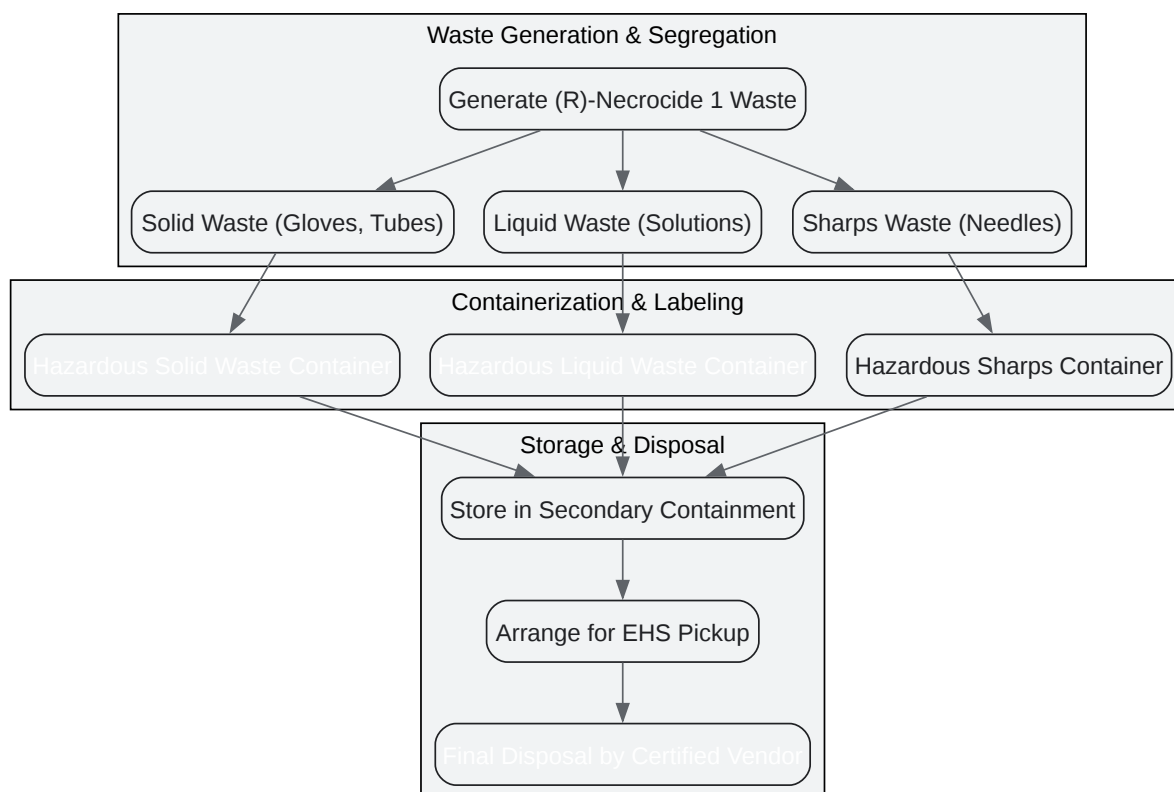 Waste Generation & Segregation
Generate (R)-Necrocide 1 Waste
Solid Waste (Gloves, Tubes)
Liquid Waste (Solutions)
Sharps Waste (Needles)
Containerization & Labeling
Hazardous Solid Waste Container
Hazardous Liquid Waste Container
Hazardous Sharps Container
Storage & Disposal
Store in Secondary Containment
Arrange for EHS Pickup
Final Disposal by Certified Vendor